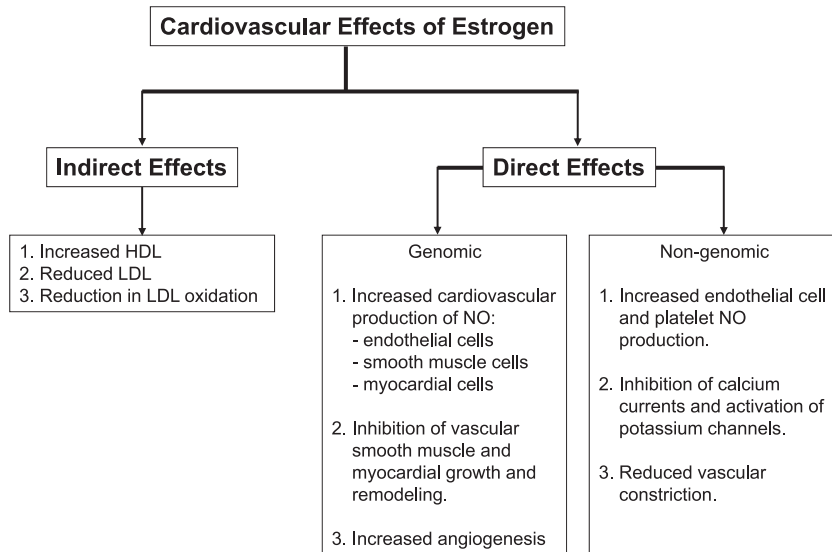 Cardiovascular Effects of Estrogen
Indirect Effects
Direct Effects
1. Increased HDL
2. Reduced LDL
3. Reduction in LDL oxidation
Genomic
1. Increased cardiovascular
production of NO:
- endothelial cells
- smooth muscle cells
- myocardial cells
2. Inhibition of vascular
smooth muscle and
myocardial growth and
remodeling.
3. Increased angiogenesis
Non-genomic
1. Increased endothelial cell
and platelet NO
production.
2. Inhibition of calcium
currents and activation of
potassium channels.
3. Reduced vascular
constriction.